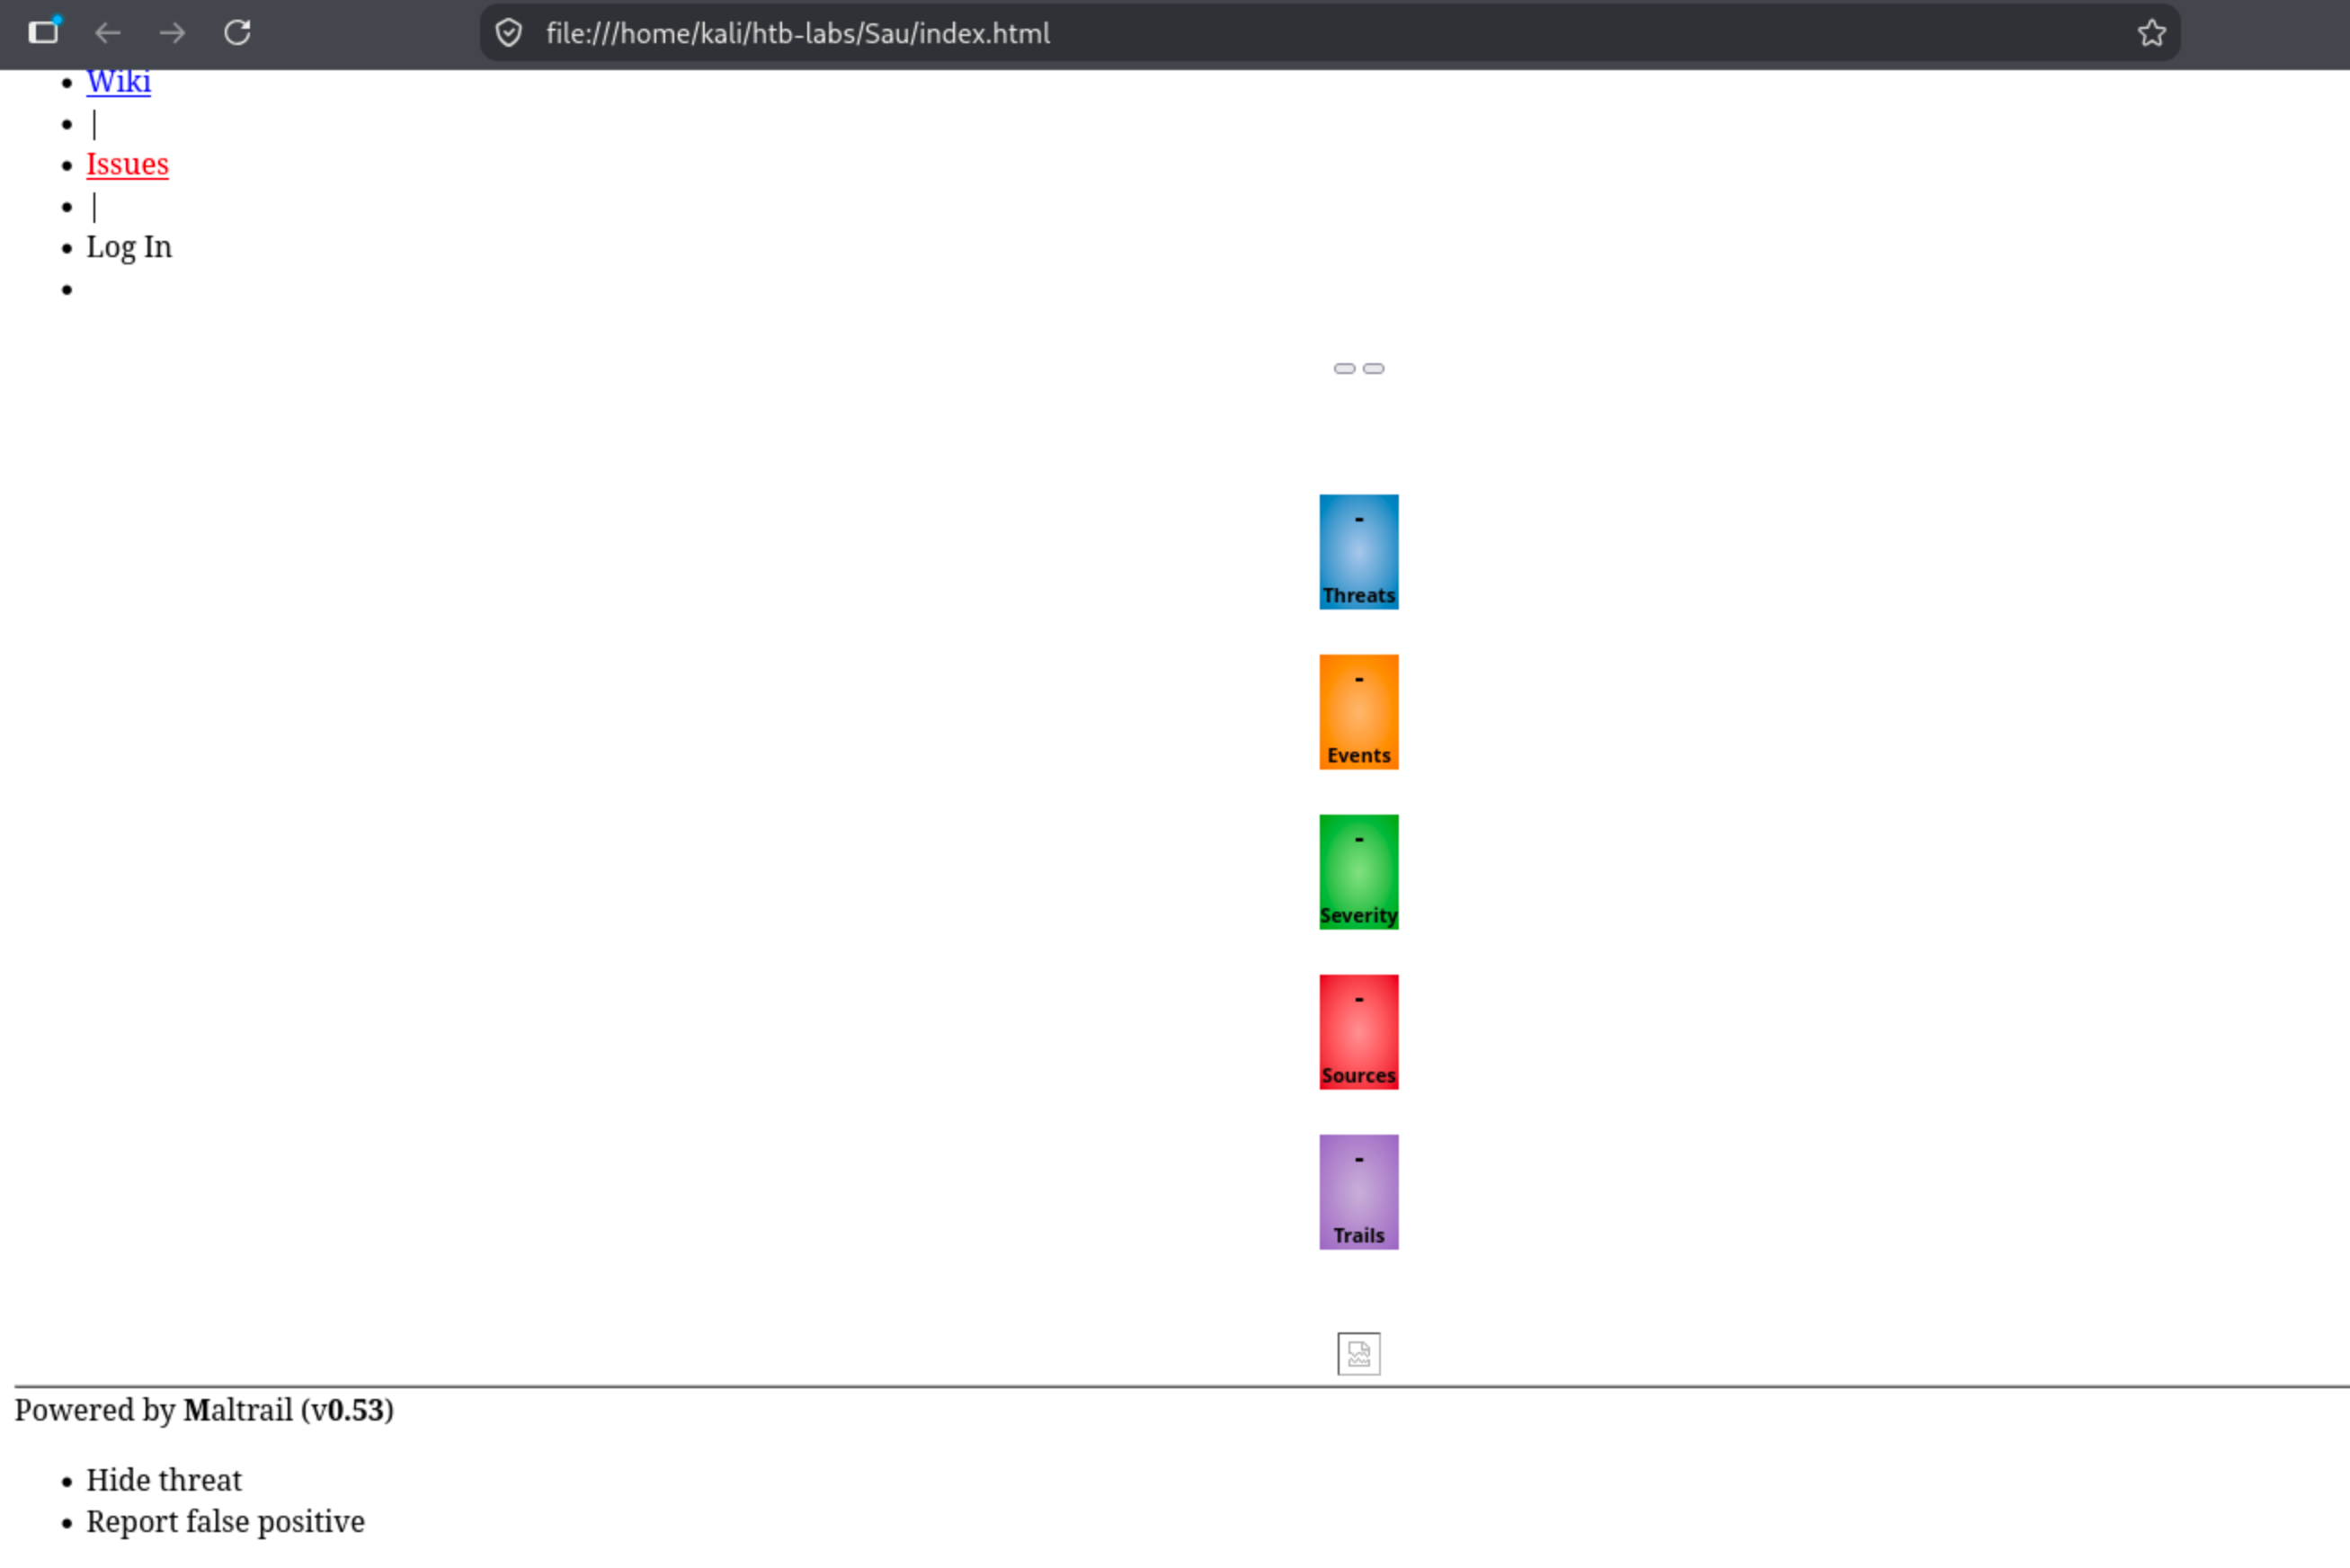 file:///home/kali/htb-labs/Sau/index.html
Wiki
|
Issues
|
Log In
-
Threats
-
Events
-
Severity
-
Sources
-
Trails
Powered by Maltrail (v0.53)
Hide threat
Report false positive